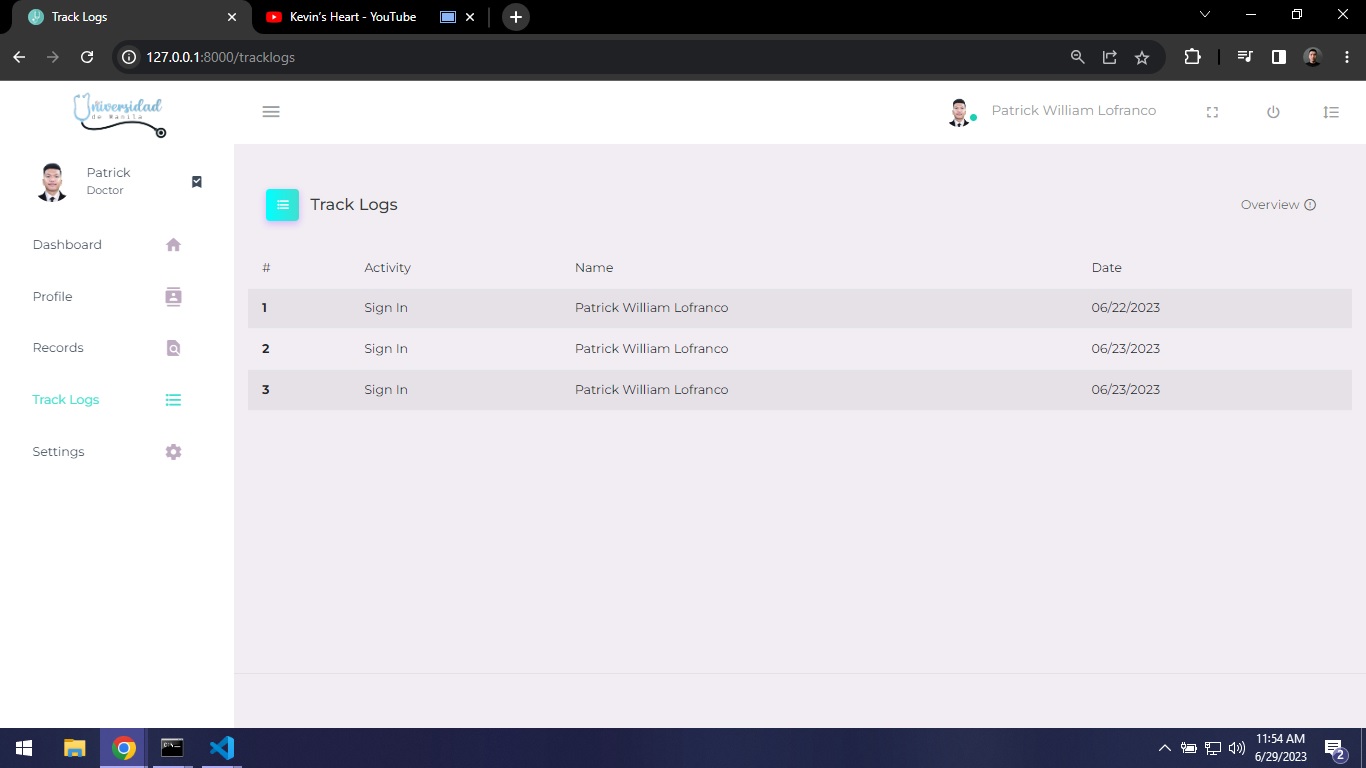 Track Logs
Kevin's Heart - YouTube
127.0.0.1:8000/tracklogs
Universidad
de Manila
Patrick William Lofranco
Patrick
Doctor
Dashboard
Profile
Records
Track Logs
Settings
Track Logs
Overview
# Activity Name Date
1 Sign In Patrick William Lofranco 06/22/2023
2 Sign In Patrick William Lofranco 06/23/2023
3 Sign In Patrick William Lofranco 06/23/2023
11:54 AM
6/29/2023
2